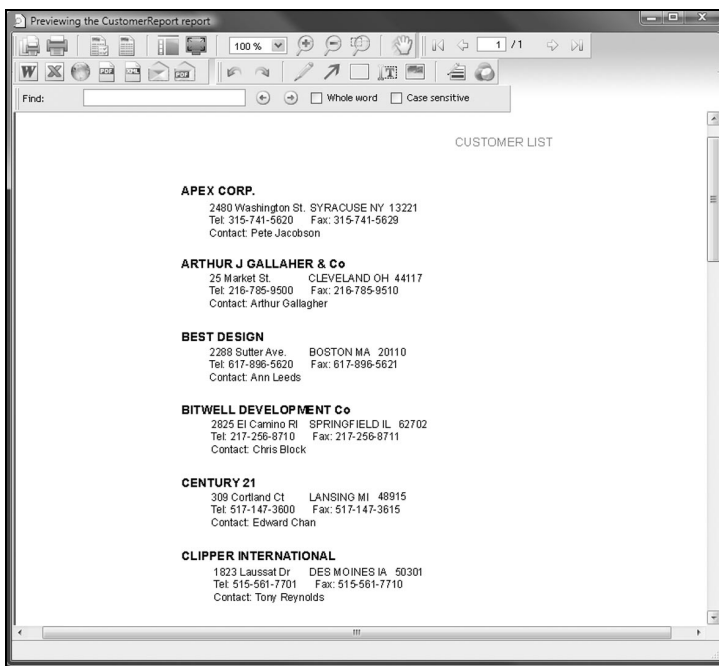 Previewing the CustomerReport report
100 % 1 / 1
W X PDF XML PDF T
Find: Whole word Case sensitive
CUSTOMER LIST
APEX CORP.
2480 Washington St. SYRACUSE NY 13221
Tel: 315-741-5620 Fax: 315-741-5629
Contact: Pete Jacobson
ARTHUR J GALLAHER & Co
25 Market St. CLEVELAND OH 44117
Tel: 216-785-9500 Fax: 216-785-9510
Contact: Arthur Gallagher
BEST DESIGN
2288 Sutter Ave. BOSTON MA 20110
Tel: 617-896-5620 Fax: 617-896-5621
Contact: Ann Leeds
BITWELL DEVELOPMENT Co
2825 El Camino Rl SPRINGFIELD IL 62702
Tel: 217-256-8710 Fax: 217-256-8711
Contact: Chris Block
CENTURY 21
309 Cortland Ct LANSING MI 48915
Tel: 517-147-3600 Fax: 517-147-3615
Contact: Edward Chan
CLIPPER INTERNATIONAL
1823 Laussat Dr DES MOINES IA 50301
Tel: 515-561-7701 Fax: 515-561-7710
Contact: Tony Reynolds